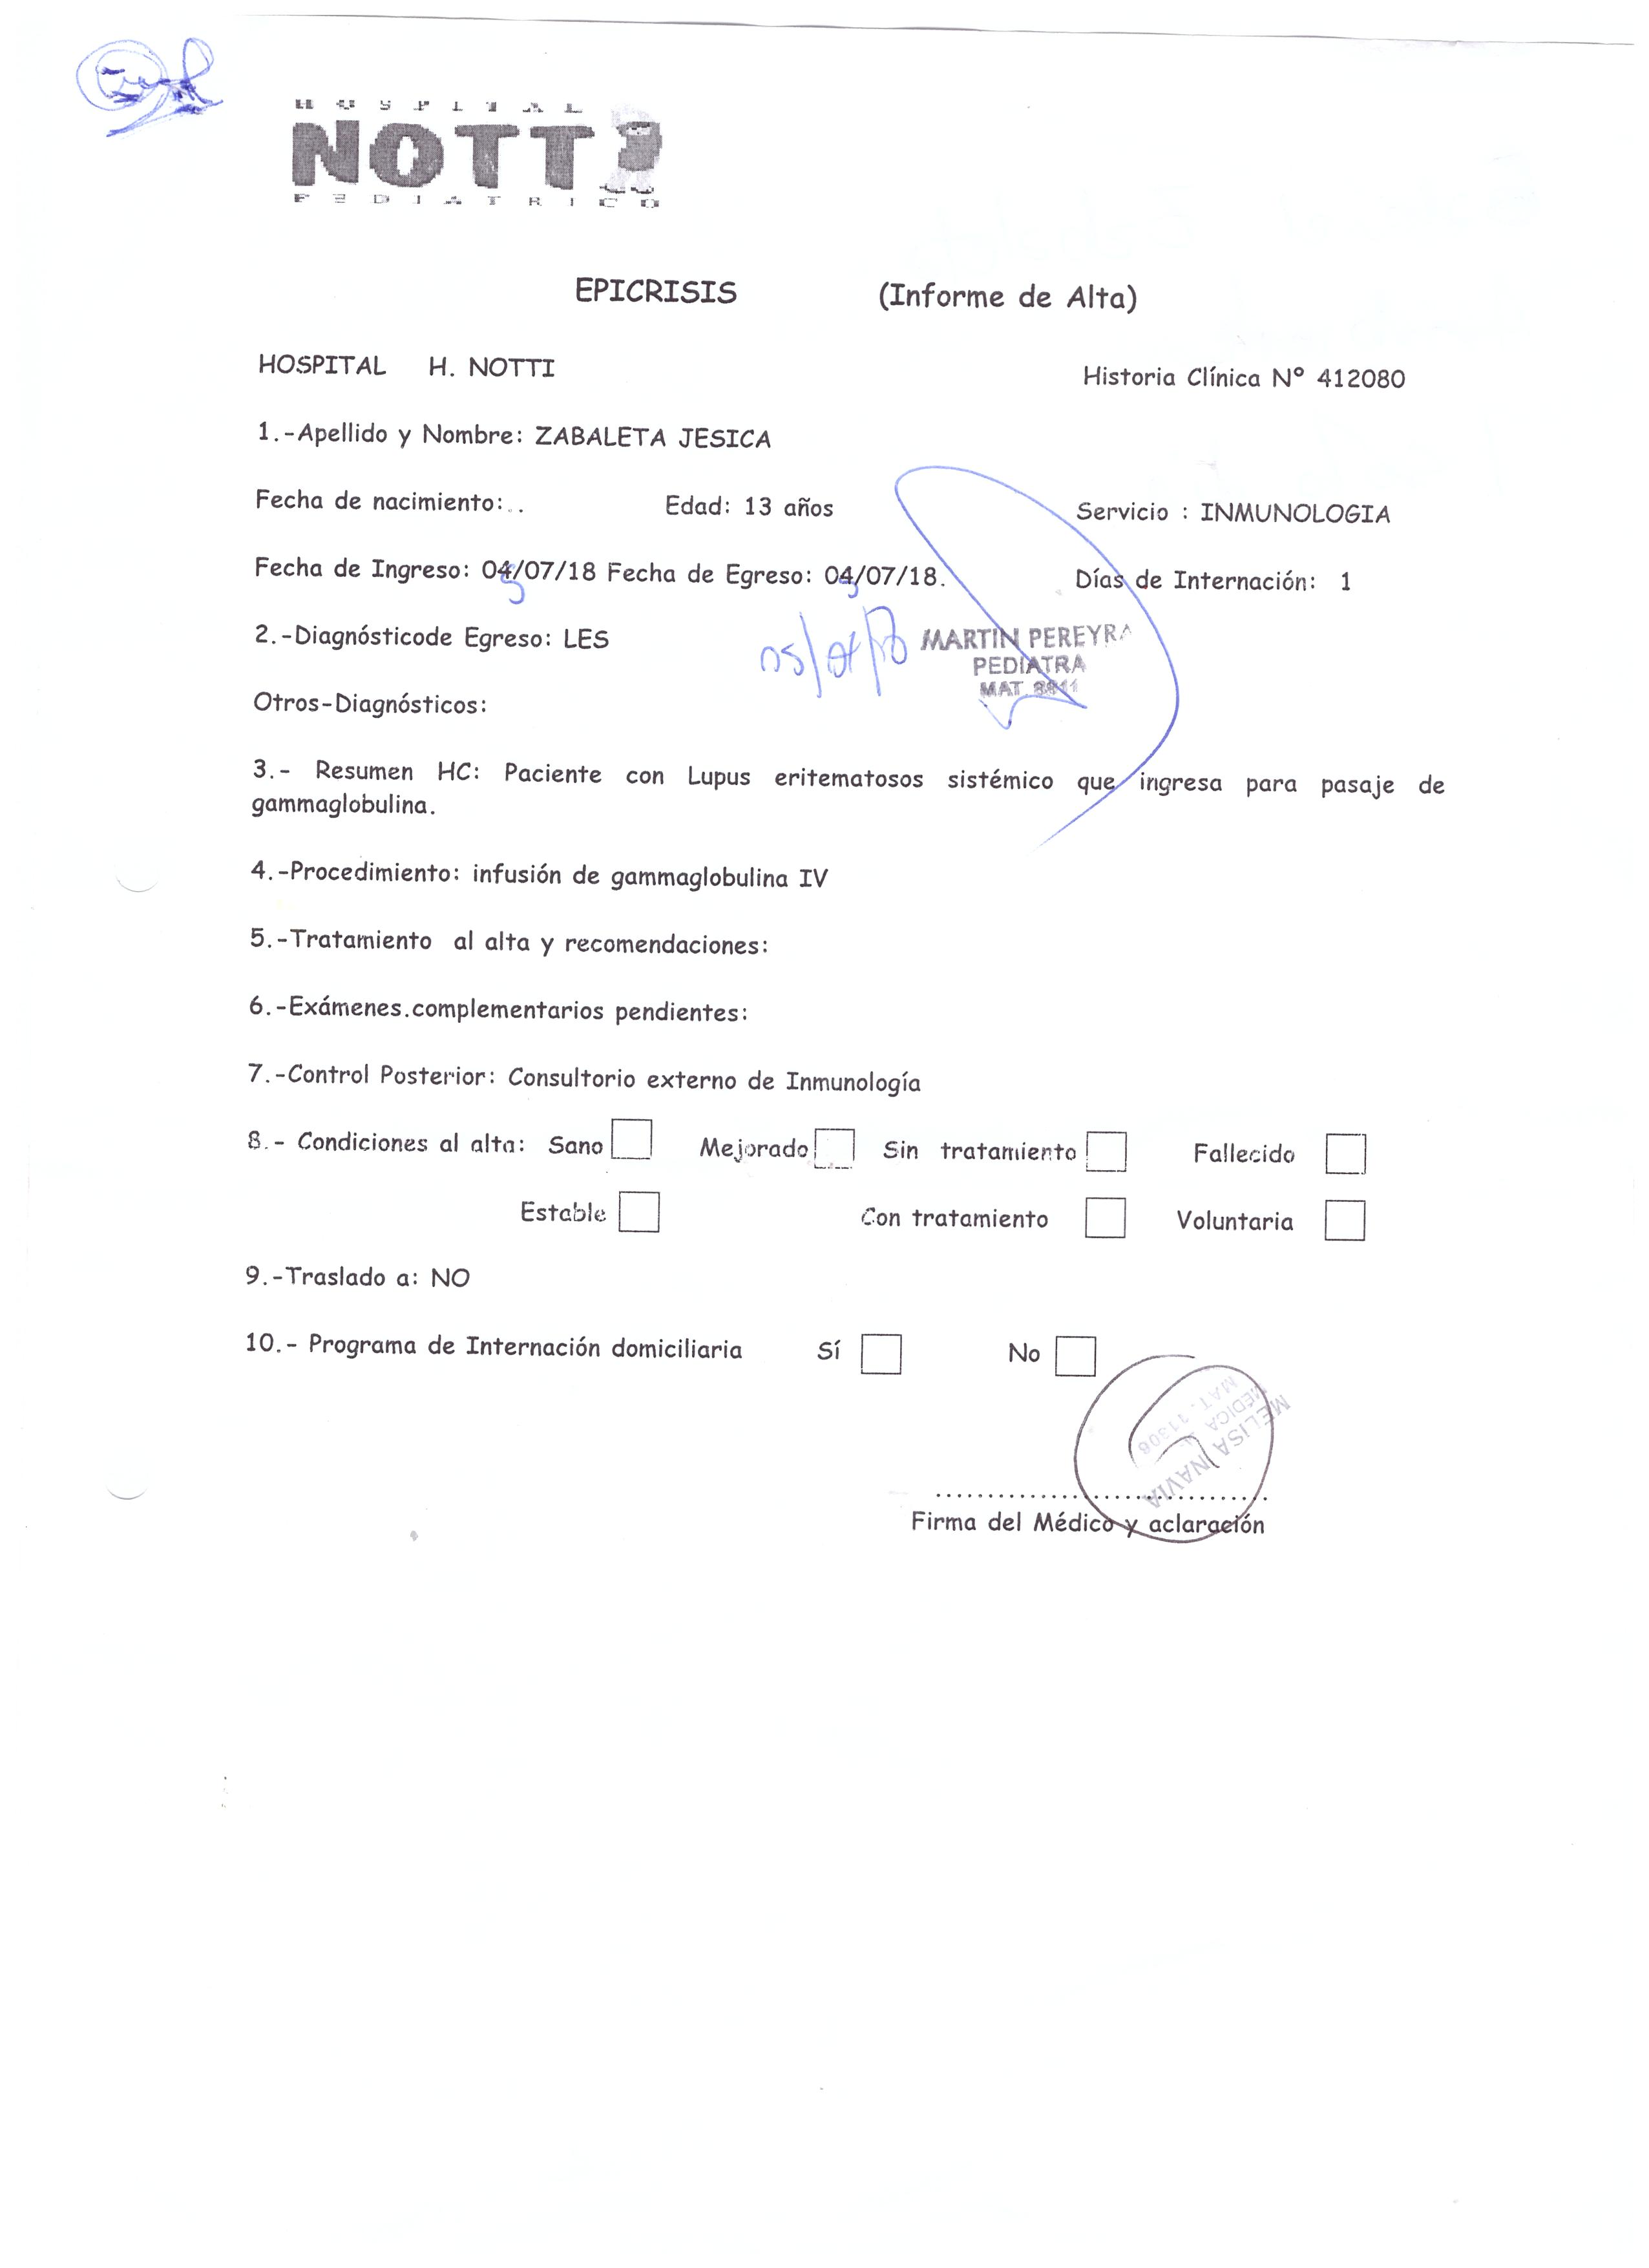 HOSPITAL
NOTTI
PEDIATRICO
EPICRISIS (Informe de Alta)
HOSPITAL H. NOTTI Historia Clínica Nº 412080
1.-Apellido y Nombre: ZABALETA JESICA
Fecha de nacimiento:.. Edad: 13 años Servicio : INMUNOLOGIA
Fecha de Ingreso: 04/07/18 Fecha de Egreso: 04/07/18. Días de Internación: 1
5 5
2.-Diagnósticode Egreso: LES
05/07/18
MARTIN PEREYRA
PEDIATRA
MAT
Otros-Diagnósticos:
3.- Resumen HC: Paciente con Lupus eritematosos sistémico que ingresa para pasaje de
gammaglobulina.
4.-Procedimiento: infusión de gammaglobulina IV
5.-Tratamiento al alta y recomendaciones:
6.-Exámenes.complementarios pendientes:
7.-Control Posterior: Consultorio externo de Inmunología
8.- Condiciones al alta: Sano Mejorado Sin tratamiento Fallecido
Estable Con tratamiento Voluntaria
9.-Traslado a: NO
10.- Programa de Internación domiciliaria Sí No
MELISA NAVIA
MEDICA
MAT. 11306
Firma del Médico y aclaración